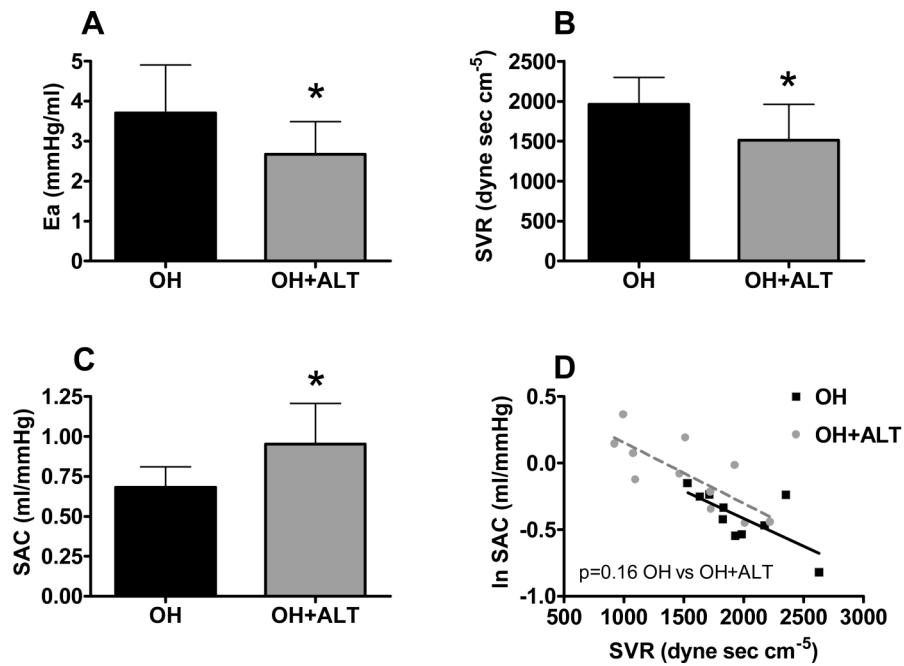 A
Ea (mmHg/ml)
5
4
3
2
1
0
*
OH
OH+ALT
B
SVR (dyne sec cm⁻⁵)
2500
2000
1500
1000
500
0
*
OH
OH+ALT
C
SAC (ml/mmHg)
1.25
1.00
0.75
0.50
0.25
0.00
*
OH
OH+ALT
D
ln SAC (ml/mmHg)
0.5
0.0
-0.5
-1.0
OH
OH+ALT
p=0.16 OH vs OH+ALT
500 1000 1500 2000 2500 3000
SVR (dyne sec cm⁻⁵)